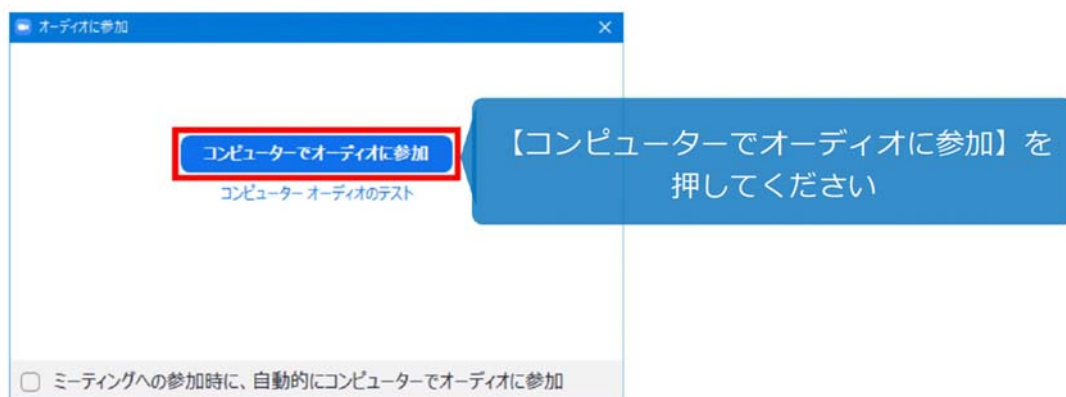 オーディオに参加
コンピューターでオーディオに参加
コンピューター オーディオのテスト
【コンピューターでオーディオに参加】を
押してください
ミーティングへの参加時に、自動的にコンピューターでオーディオに参加